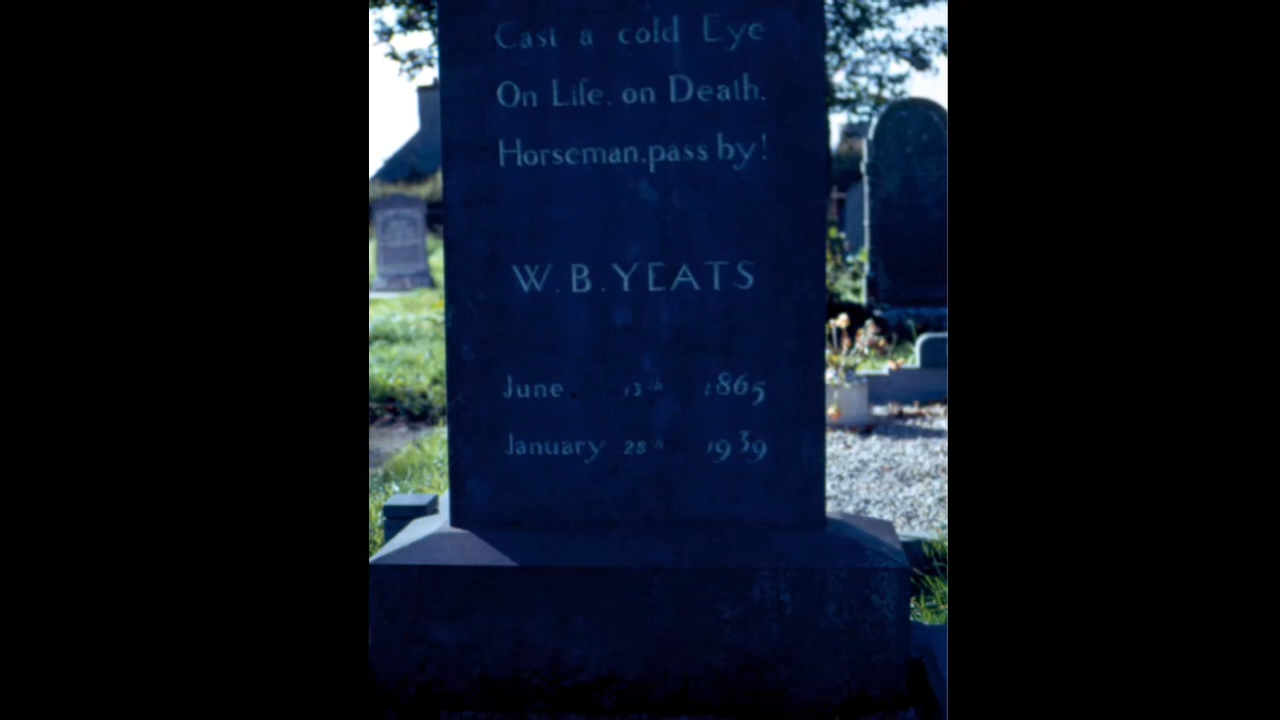 Cast a cold Eye
On Life, on Death.
Horseman, pass by!
W. B. YEATS
June 13th 1865
January 28th 1939